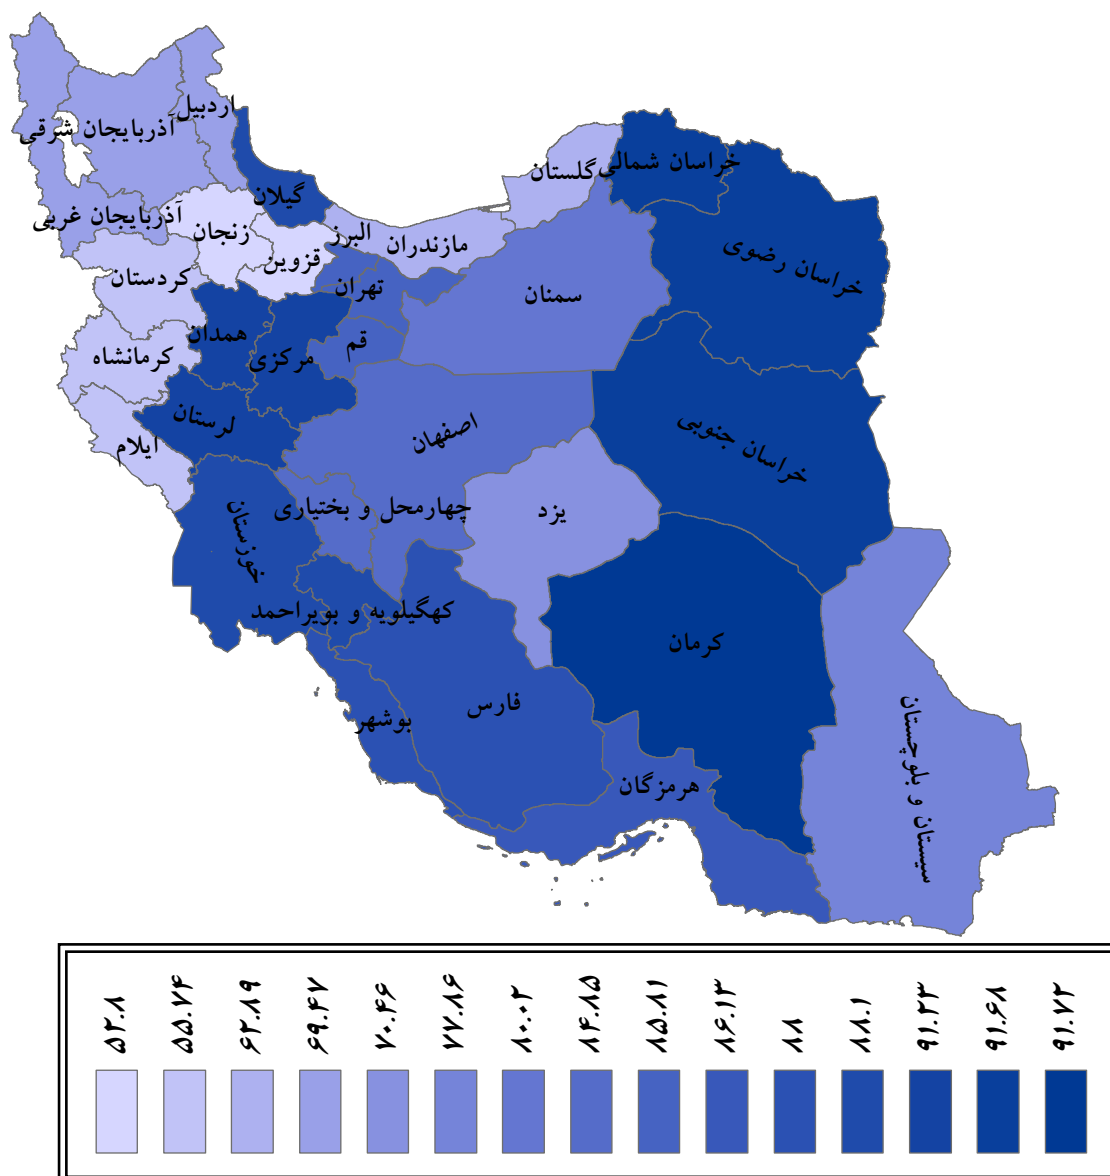 اردبیل
آذربایجان شرقی
گیلان
آذربایجان غربی
زنجان
قزوین
البرز
مازندران
گلستان
خراسان شمالی
خراسان رضوی
کردستان
تهران
سمنان
همدان
مرکزی
قم
کرمانشاه
لرستان
ایلام
اصفهان
خراسان جنوبی
خوزستان
چهارمحل و بختیاری
یزد
کهگیلویه و بویراحمد
کرمان
فارس
بوشهر
هرمزگان
سیستان و بلوچستان
۵۲.۸
۵۵.۷۴
۶۲.۸۹
۶۹.۴۷
۷۰.۴۶
۷۷.۸۶
۸۰.۰۲
۸۴.۸۵
۸۵.۸۱
۸۶.۱۳
۸۸
۸۸.۱
۹۱.۲۳
۹۱.۶۸
۹۱.۷۲